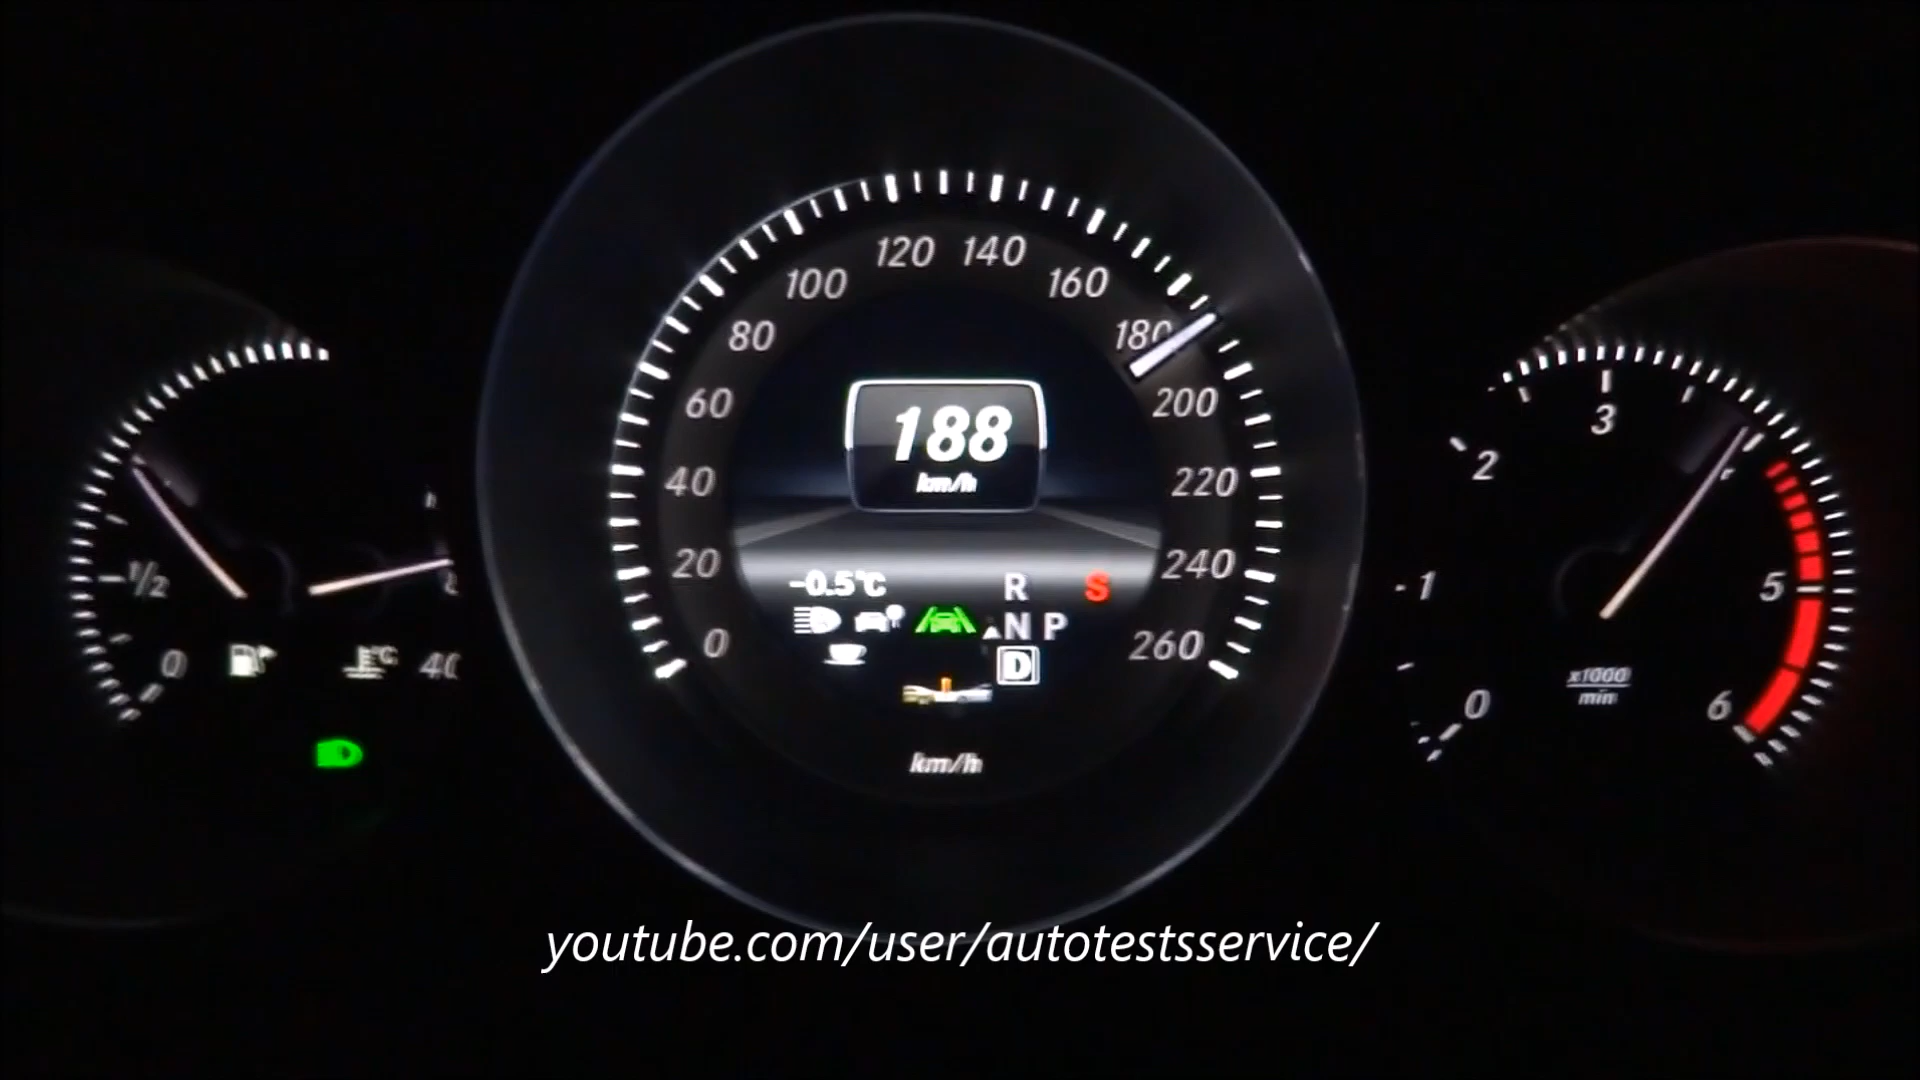 120 140
100 160
80 180
60 200
188
km/h
40 220
20 240
0 260
-0.5°C
R S
N P
D
km/h
1/2
0
°C
40
3
2
1
5
0
6
x1000
min
youtube.com/user/autotestsservice/